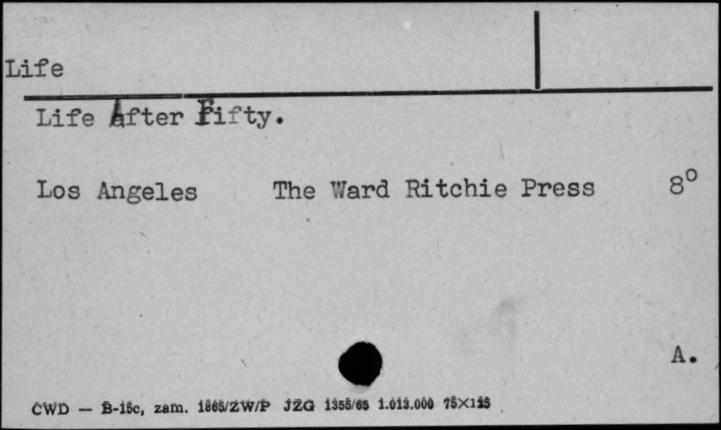 Life
Life After Fifty.
Los Angeles The Ward Ritchie Press 8°
A.
CWD — B-15c, zam. 1865/ZW/P JZG 1355/65 1.013.000 75×125